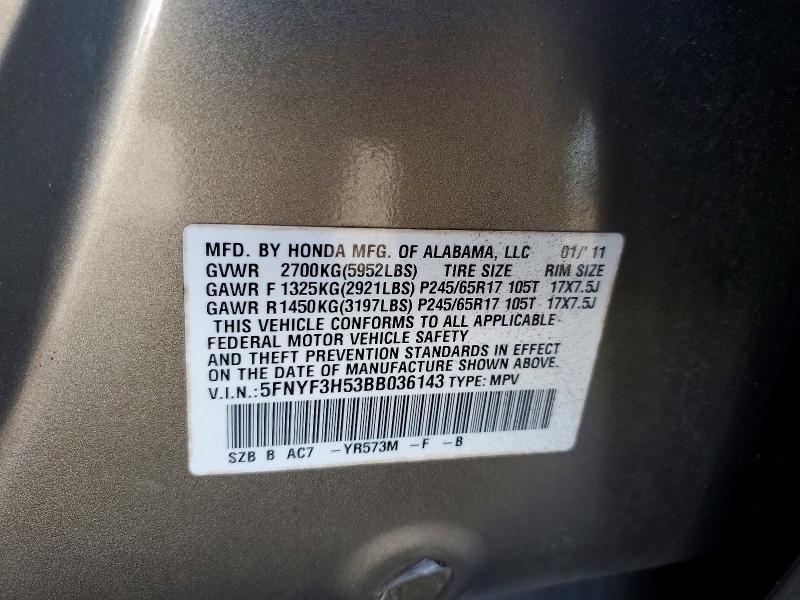 MFD. BY HONDA MFG. OF ALABAMA, LLC 01/'11
GVWR 2700KG(5952LBS) TIRE SIZE RIM SIZE
GAWR F 1325KG(2921LBS) P245/65R17 105T 17X7.5J
GAWR R1450KG(3197LBS) P245/65R17 105T 17X7.5J
THIS VEHICLE CONFORMS TO ALL APPLICABLE
FEDERAL MOTOR VEHICLE SAFETY
AND THEFT PREVENTION STANDARDS IN EFFECT
ON THE DATE OF MANUFACTURE SHOWN ABOVE.
V.I.N.:5FNYF3H53BB036143 TYPE: MPV
SZB B AC7 -YR573M -F -B